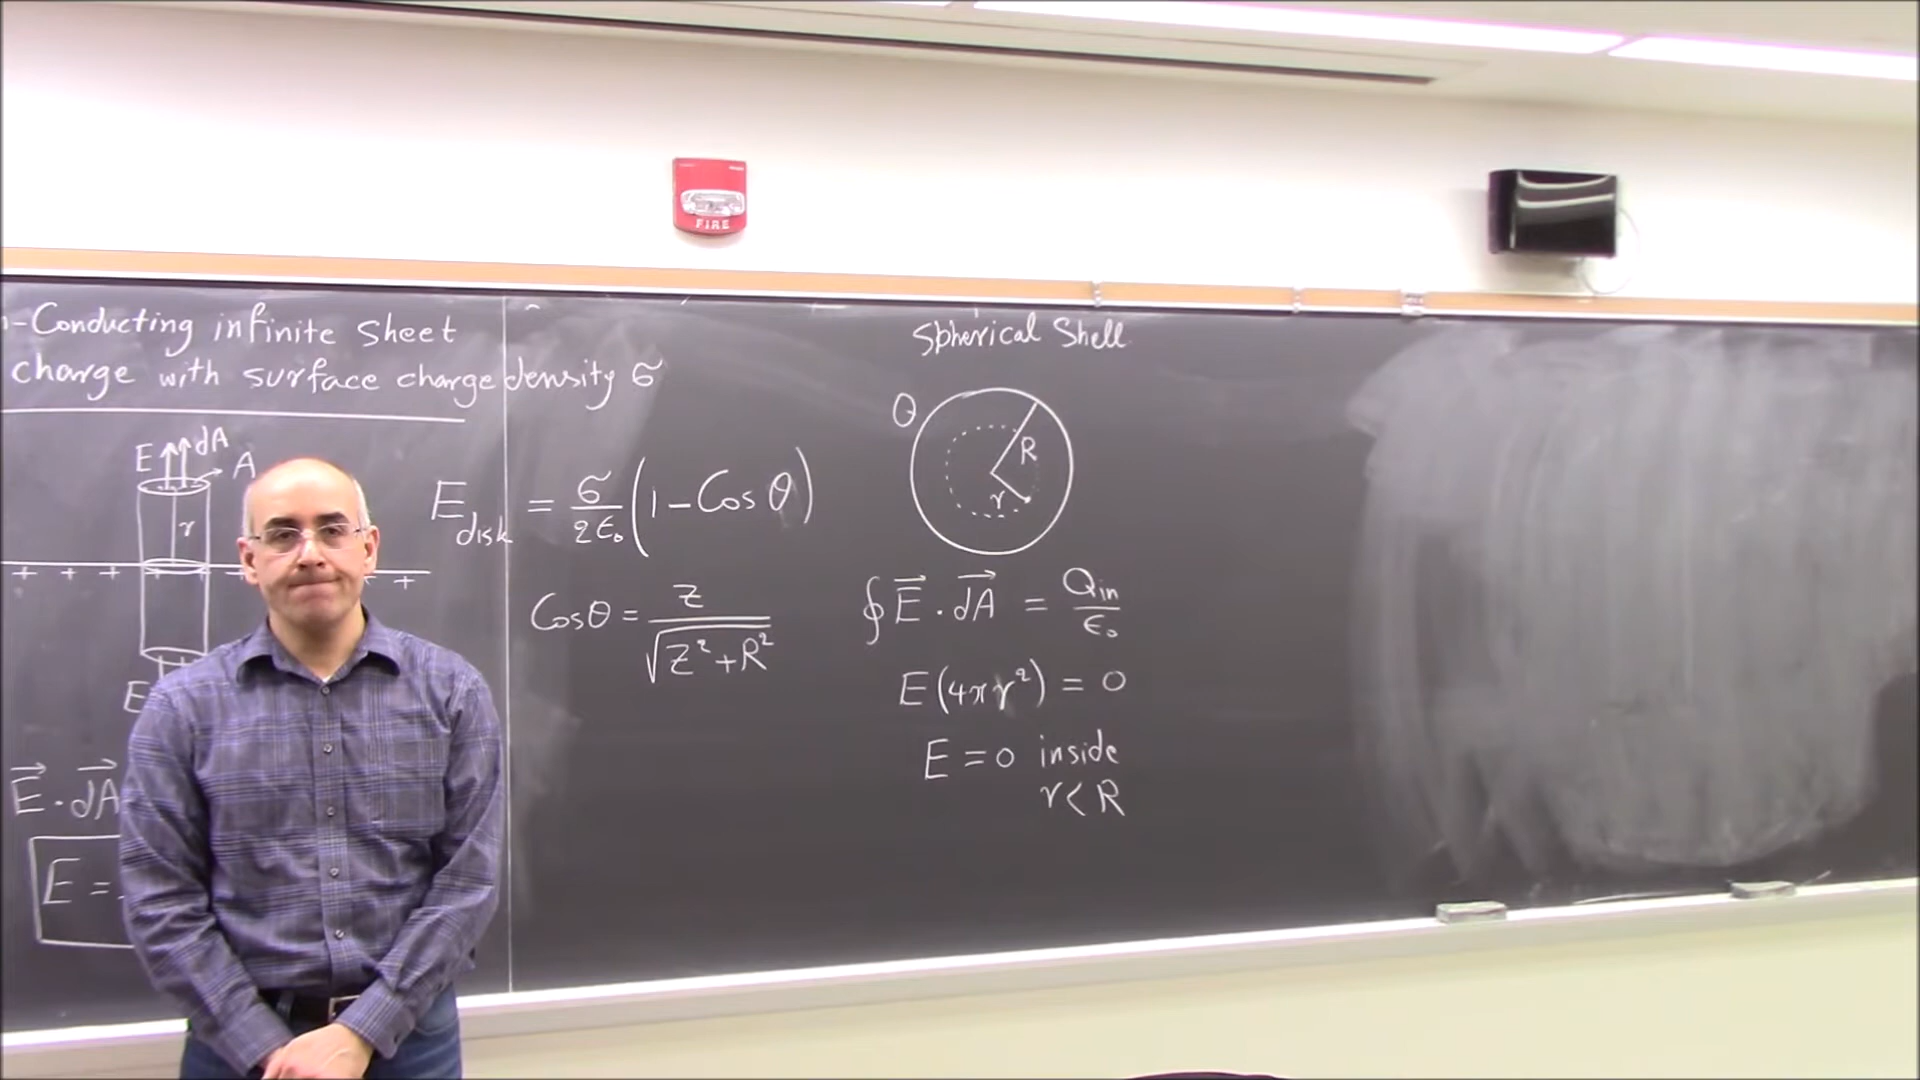 FIRE
-Conducting infinite sheet
charge with surface charge density σ
E dA
A
r
+ + + +
E
E⃗ · dA⃗
E =
E_disk = σ/2ε₀ (1 - Cos θ)
Cosθ = z/√(z² + R²)
Spherical Shell
Q
R
r
∮ E⃗ · dA⃗ = Q_in/ε₀
E(4πr²) = 0
E = 0 inside
r < R